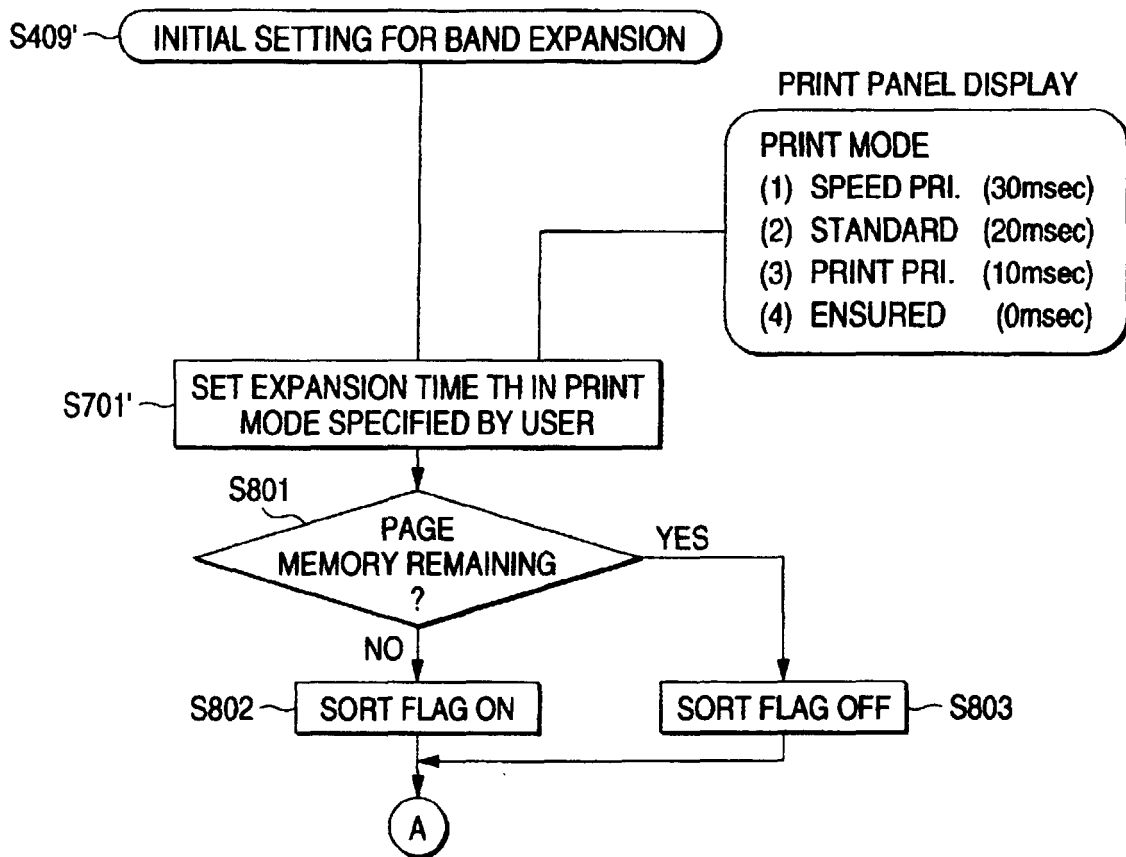 S409'
INITIAL SETTING FOR BAND EXPANSION
PRINT PANEL DISPLAY
PRINT MODE
(1) SPEED PRI. (30msec)
(2) STANDARD (20msec)
(3) PRINT PRI. (10msec)
(4) ENSURED (0msec)
S701'
SET EXPANSION TIME TH IN PRINT
MODE SPECIFIED BY USER
S801
PAGE
MEMORY REMAINING
?
YES
NO
S802
SORT FLAG ON
SORT FLAG OFF
S803
A